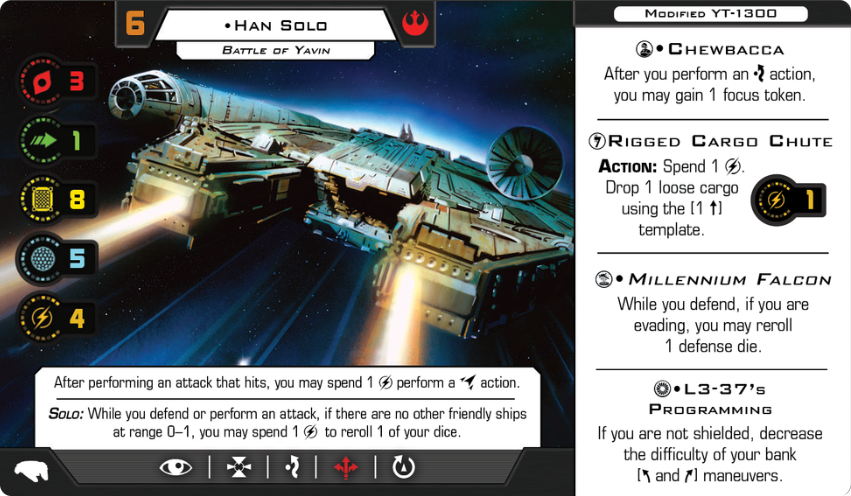 6
•Han Solo
Battle of Yavin
3
1
8
5
4
After performing an attack that hits, you may spend 1 perform a action.
Solo: While you defend or perform an attack, if there are no other friendly ships
at range 0–1, you may spend 1 to reroll 1 of your dice.
Modified YT-1300
•Chewbacca
After you perform an action,
you may gain 1 focus token.
Rigged Cargo Chute
Action: Spend 1 .
Drop 1 loose cargo
using the [1 ↑]
template.
1
•Millennium Falcon
While you defend, if you are
evading, you may reroll
1 defense die.
•L3-37's
Programming
If you are not shielded, decrease
the difficulty of your bank
[↖ and ↗] maneuvers.